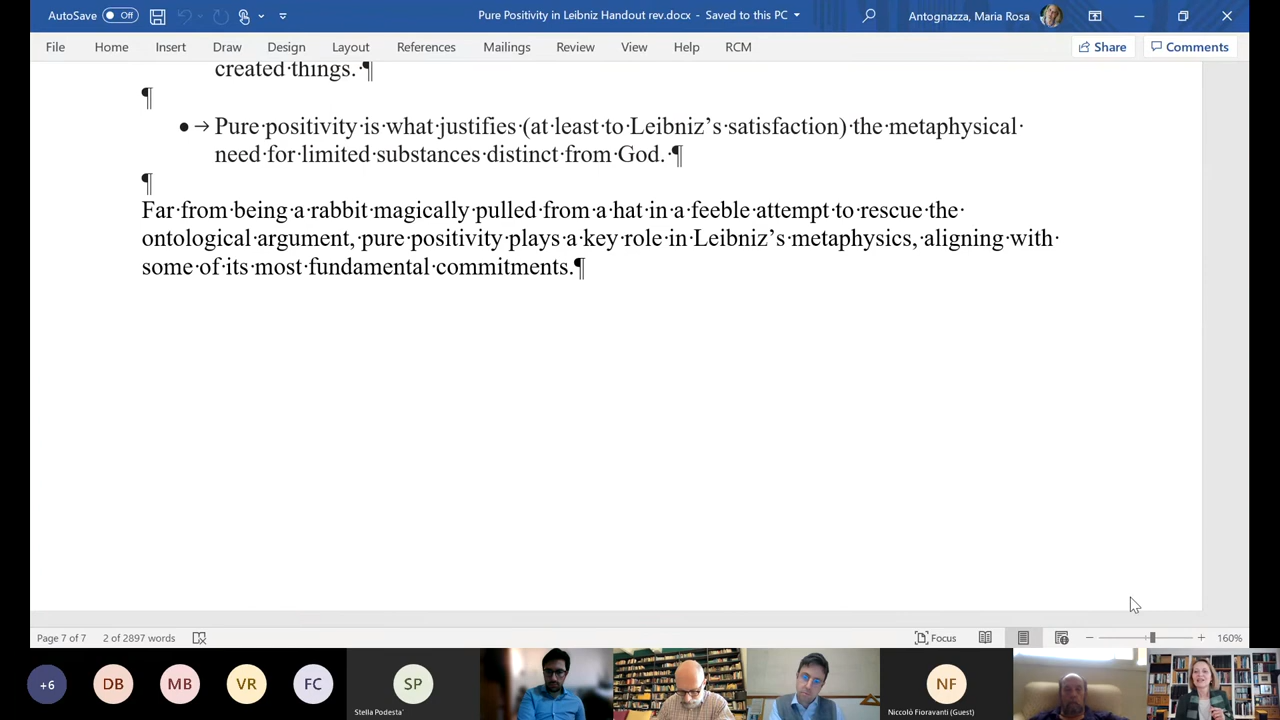 AutoSave Off Pure Positivity in Leibniz Handout rev.docx - Saved to this PC Antognazza, Maria Rosa
File Home Insert Draw Design Layout References Mailings Review View Help RCM Share Comments
created·things.·¶
¶
•→Pure·positivity·is·what·justifies·(at·least·to·Leibniz’s·satisfaction)·the·metaphysical·
need·for·limited·substances·distinct·from·God.·¶
¶
Far·from·being·a·rabbit·magically·pulled·from·a·hat·in·a·feeble·attempt·to·rescue·the·
ontological·argument,·pure·positivity·plays·a·key·role·in·Leibniz’s·metaphysics,·aligning·with·
some·of·its·most·fundamental·commitments.¶
Page 7 of 7 2 of 2897 words Focus 160%
+6 DB MB VR FC SP NF
Stella Podesta` Niccolò Fioravanti (Guest)